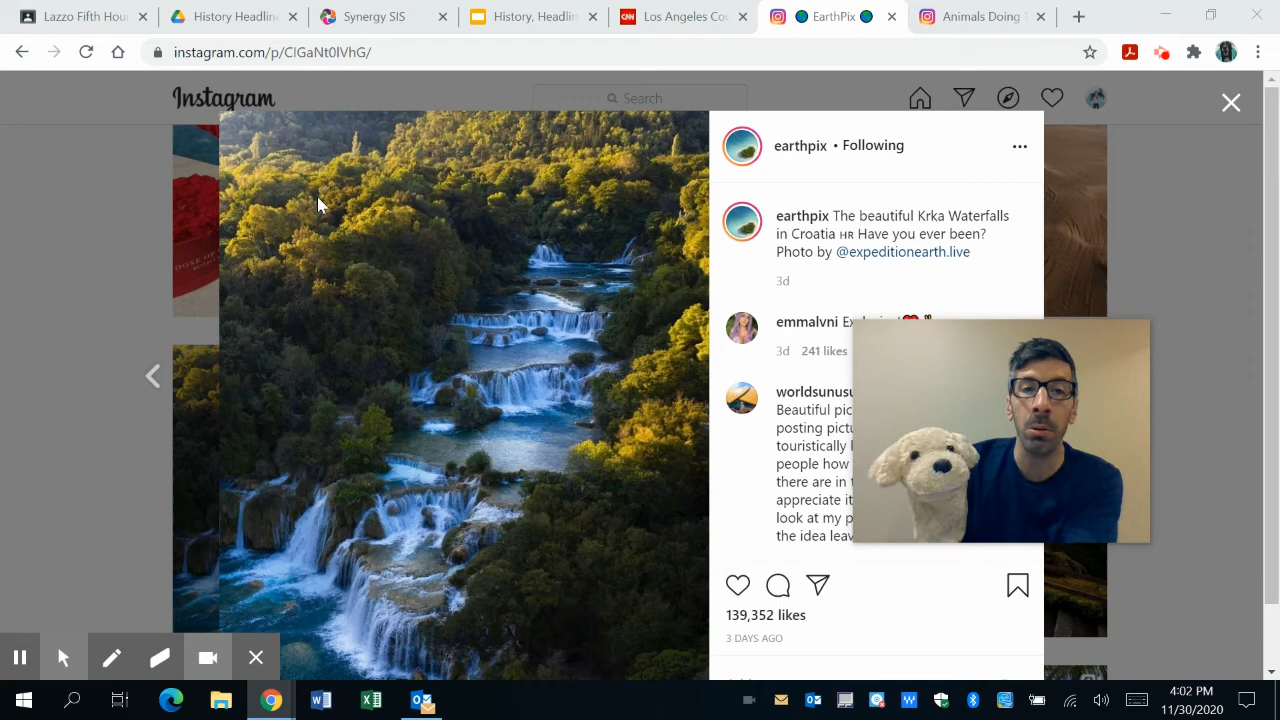 Lazzo Fifth Hou
History Headlin
Synergy SIS
History, Headlin
CNN Los Angeles Co
EarthPix
Animals Doing
instagram.com/p/CIGaNt0lVhG/
Instagram
Search
earthpix • Following
earthpix The beautiful Krka Waterfalls
in Croatia HR Have you ever been?
Photo by @expeditionearth.live
3d
emmalvni
3d 241 likes
worldsunusu
Beautiful pic
posting pictu
touristically
people how
there are in
appreciate it
look at my p
the idea leav
139,352 likes
3 DAYS AGO
4:02 PM
11/30/2020